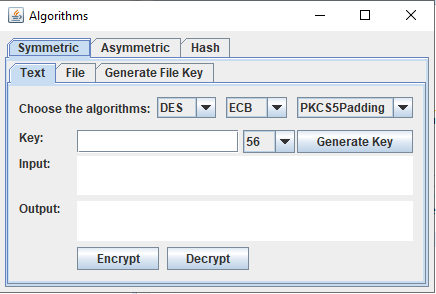 Algorithms
Symmetric Asymmetric Hash
Text File Generate File Key
Choose the algorithms: DES ECB PKCS5Padding
Key: 56 Generate Key
Input:
Output:
Encrypt Decrypt